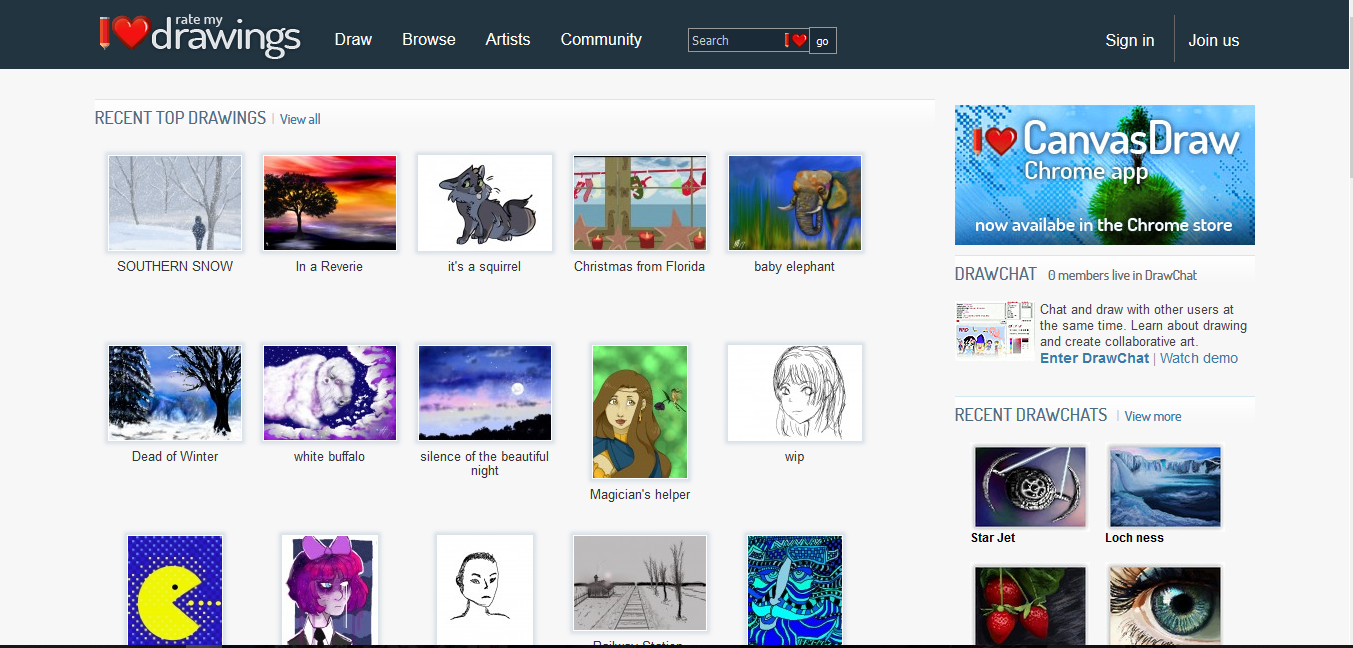 rate my
drawings
Draw
Browse
Artists
Community
Search
go
Sign in
Join us
RECENT TOP DRAWINGS | View all
SOUTHERN SNOW
In a Reverie
it's a squirrel
Christmas from Florida
baby elephant
Dead of Winter
white buffalo
silence of the beautiful
night
Magician's helper
wip
Railway Station
CanvasDraw
Chrome app
now availabe in the Chrome store
DRAWCHAT 0 members live in DrawChat
Chat and draw with other users at
the same time. Learn about drawing
and create collaborative art.
Enter DrawChat | Watch demo
RECENT DRAWCHATS | View more
Star Jet
Loch ness